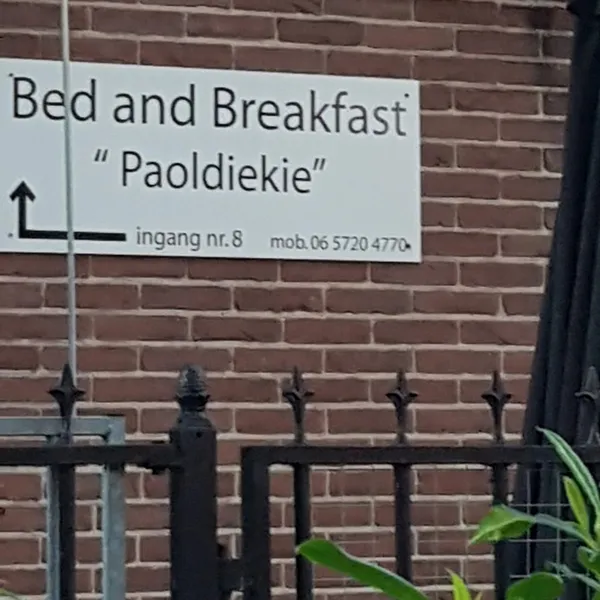 Bed and Breakfast
“ Paoldiekie”
ingang nr. 8 mob. 06 5720 4770